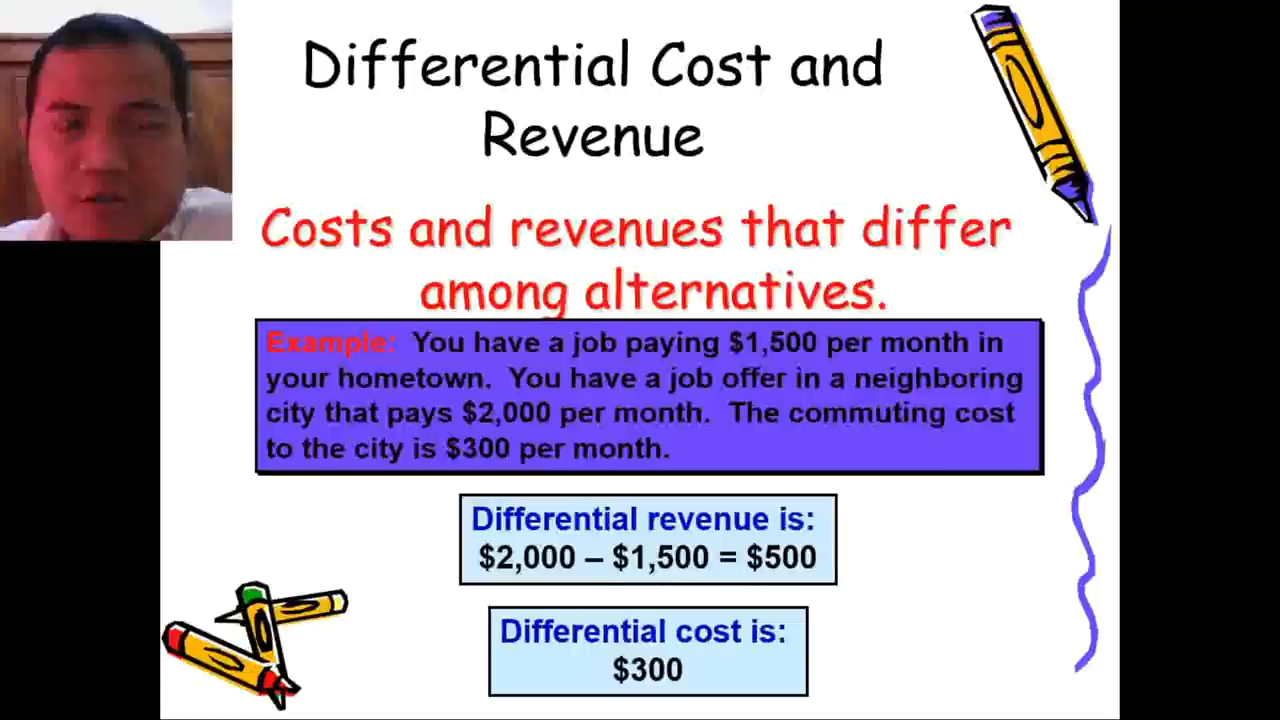 Differential Cost and
Revenue
Costs and revenues that differ
among alternatives.
Example: You have a job paying $1,500 per month in
your hometown. You have a job offer in a neighboring
city that pays $2,000 per month. The commuting cost
to the city is $300 per month.
Differential revenue is:
$2,000 – $1,500 = $500
Differential cost is:
$300